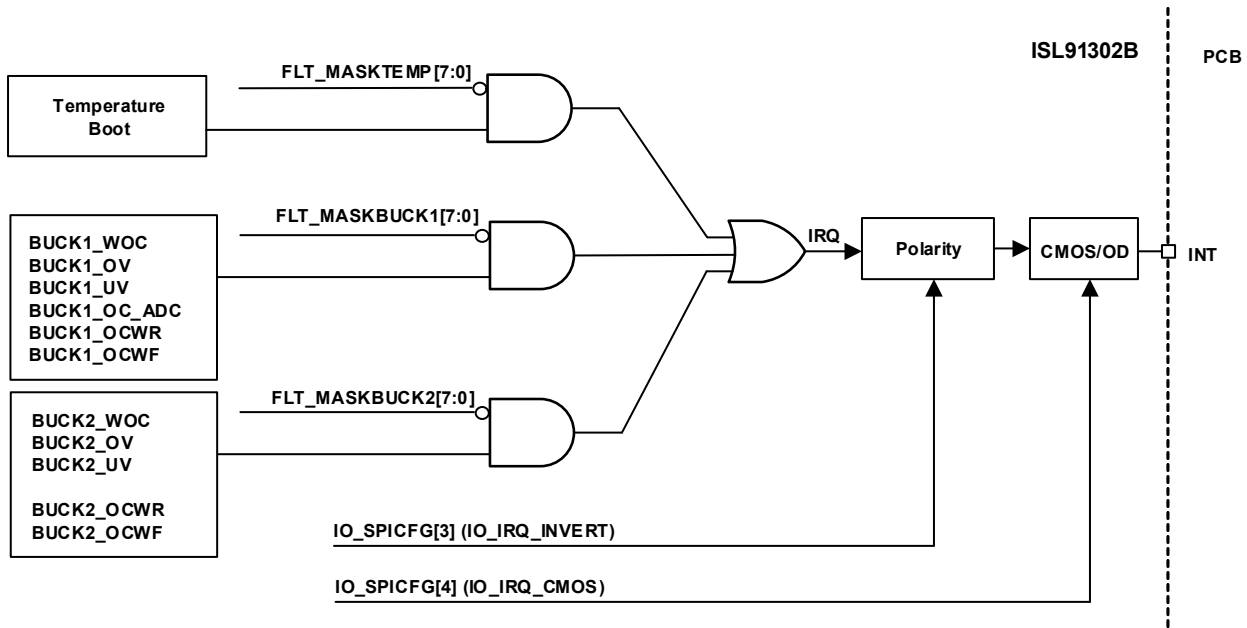 ISL91302B
PCB
FLT_MASKTEMP[7:0]
Temperature
Boot
FLT_MASKBUCK1[7:0]
BUCK1_WOC
BUCK1_OV
BUCK1_UV
BUCK1_OC_ADC
BUCK1_OCWR
BUCK1_OCWF
IRQ
Polarity
CMOS/OD
INT
FLT_MASKBUCK2[7:0]
BUCK2_WOC
BUCK2_OV
BUCK2_UV
BUCK2_OCWR
BUCK2_OCWF
IO_SPICFG[3] (IO_IRQ_INVERT)
IO_SPICFG[4] (IO_IRQ_CMOS)